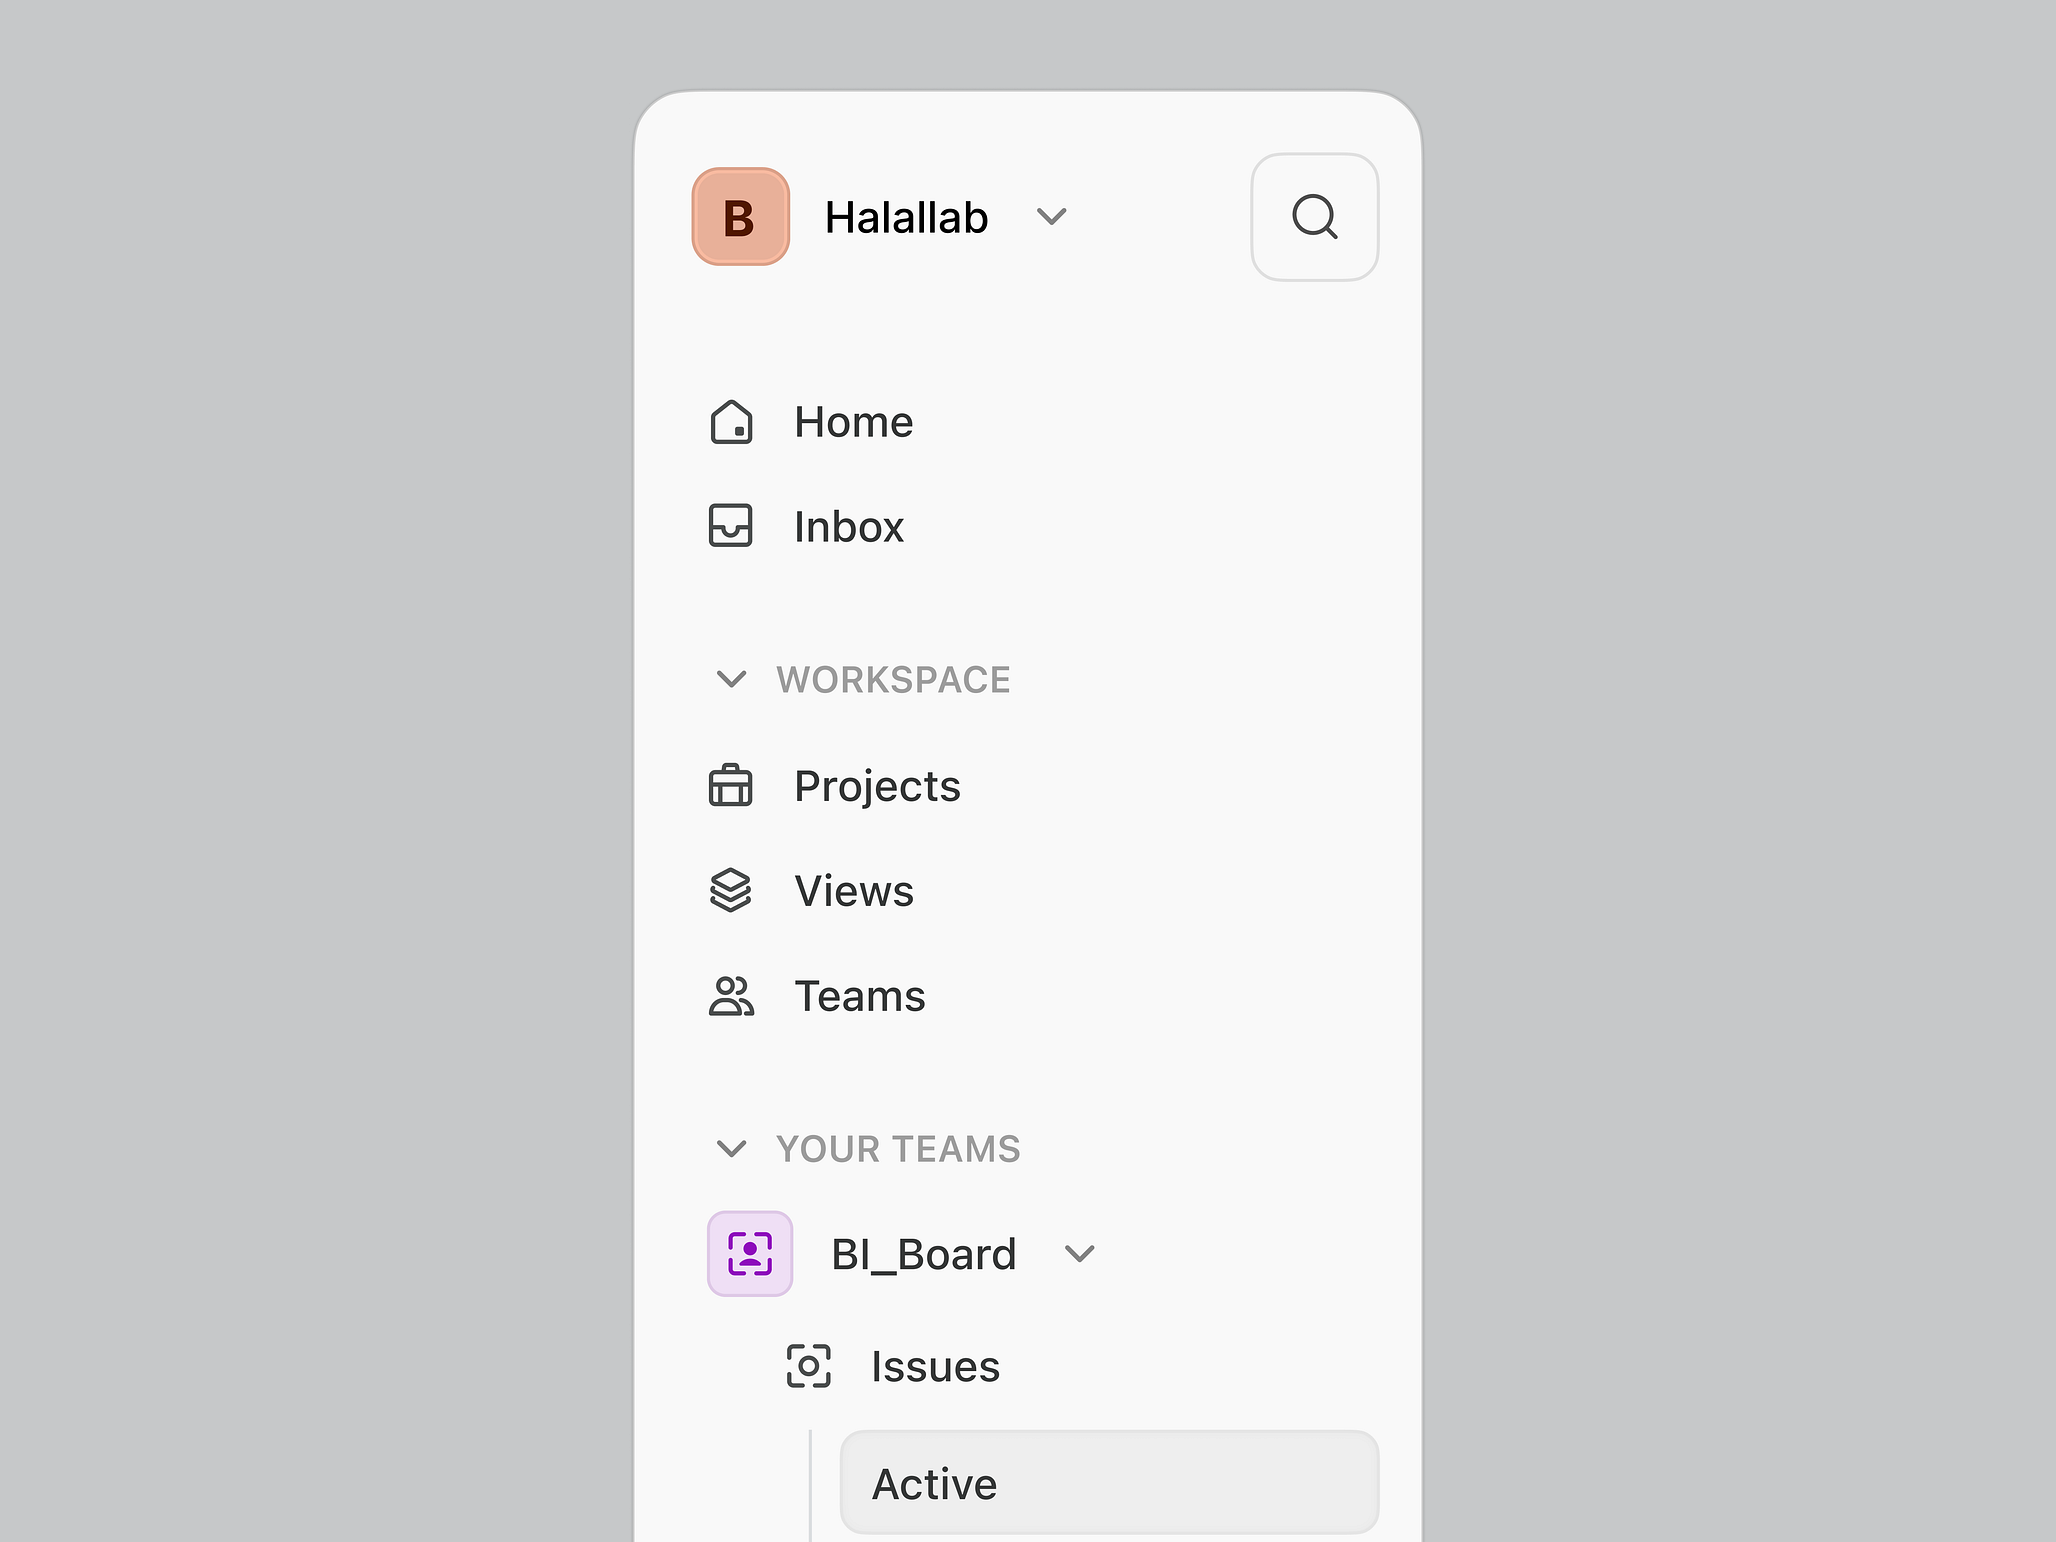 B Halallab
Home
Inbox
WORKSPACE
Projects
Views
Teams
YOUR TEAMS
BI_Board
Issues
Active